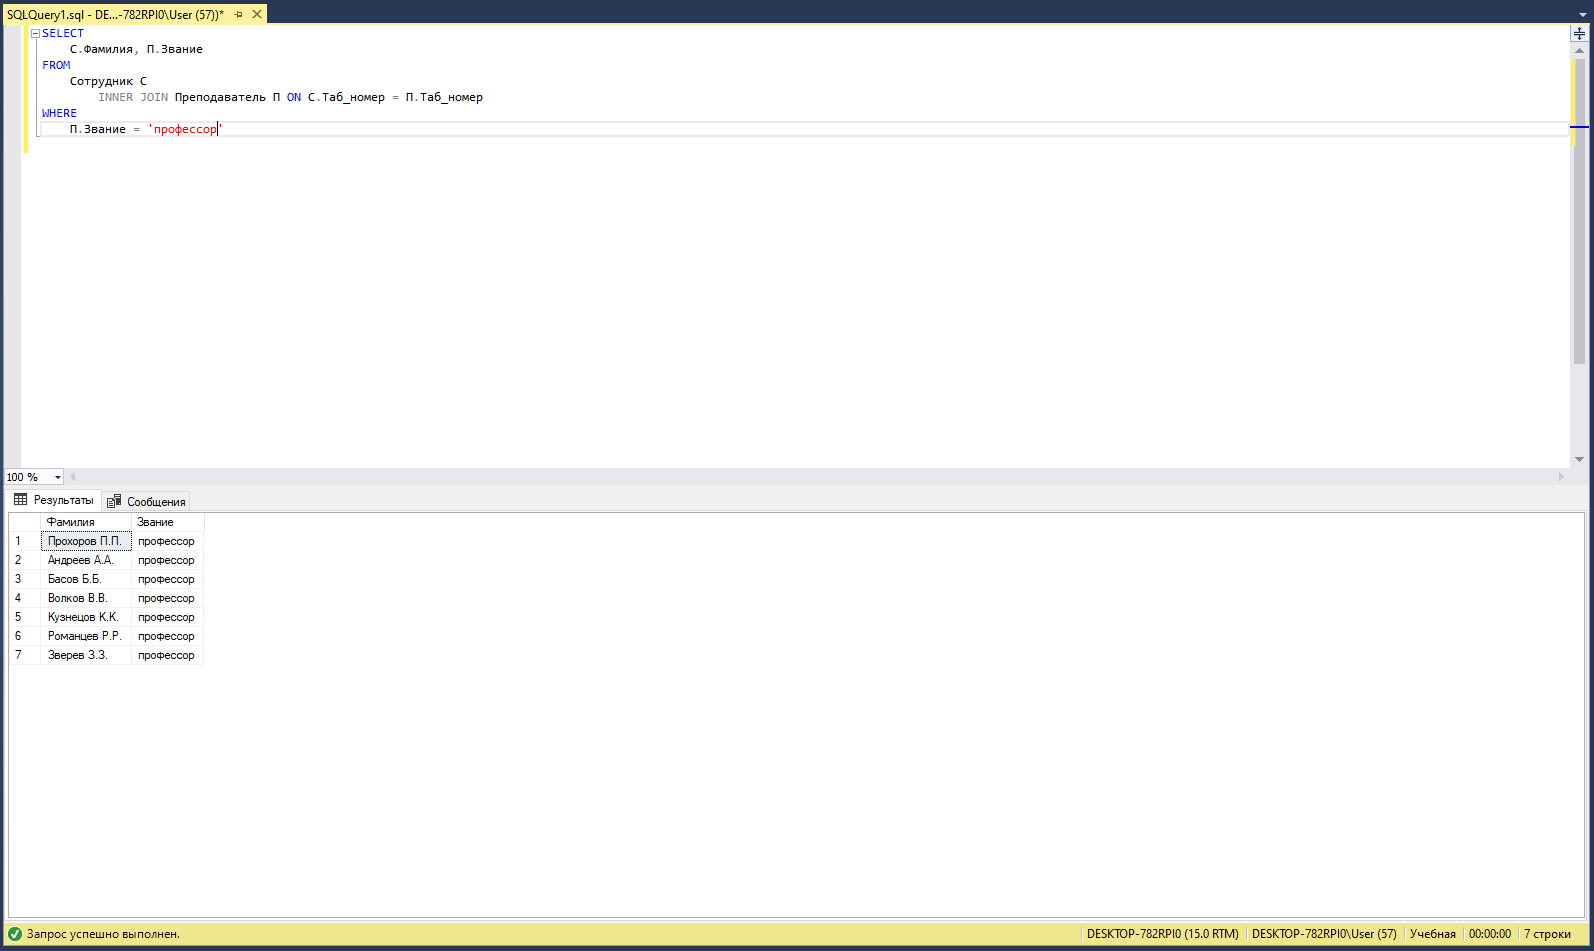 SQLQuery1.sql - DE...-782RPI0\User (57))*
SELECT
С.Фамилия, П.Звание
FROM
Сотрудник С
INNER JOIN Преподаватель П ON С.Таб_номер = П.Таб_номер
WHERE
П.Звание = 'профессор'
100 %
Результаты Сообщения
Фамилия Звание
1 Прохоров П.П. профессор
2 Андреев А.А. профессор
3 Басов Б.Б. профессор
4 Волков В.В. профессор
5 Кузнецов К.К. профессор
6 Романцев Р.Р. профессор
7 Зверев З.З. профессор
Запрос успешно выполнен. DESKTOP-782RPI0 (15.0 RTM) DESKTOP-782RPI0\User (57) Учебная 00:00:00 7 строки